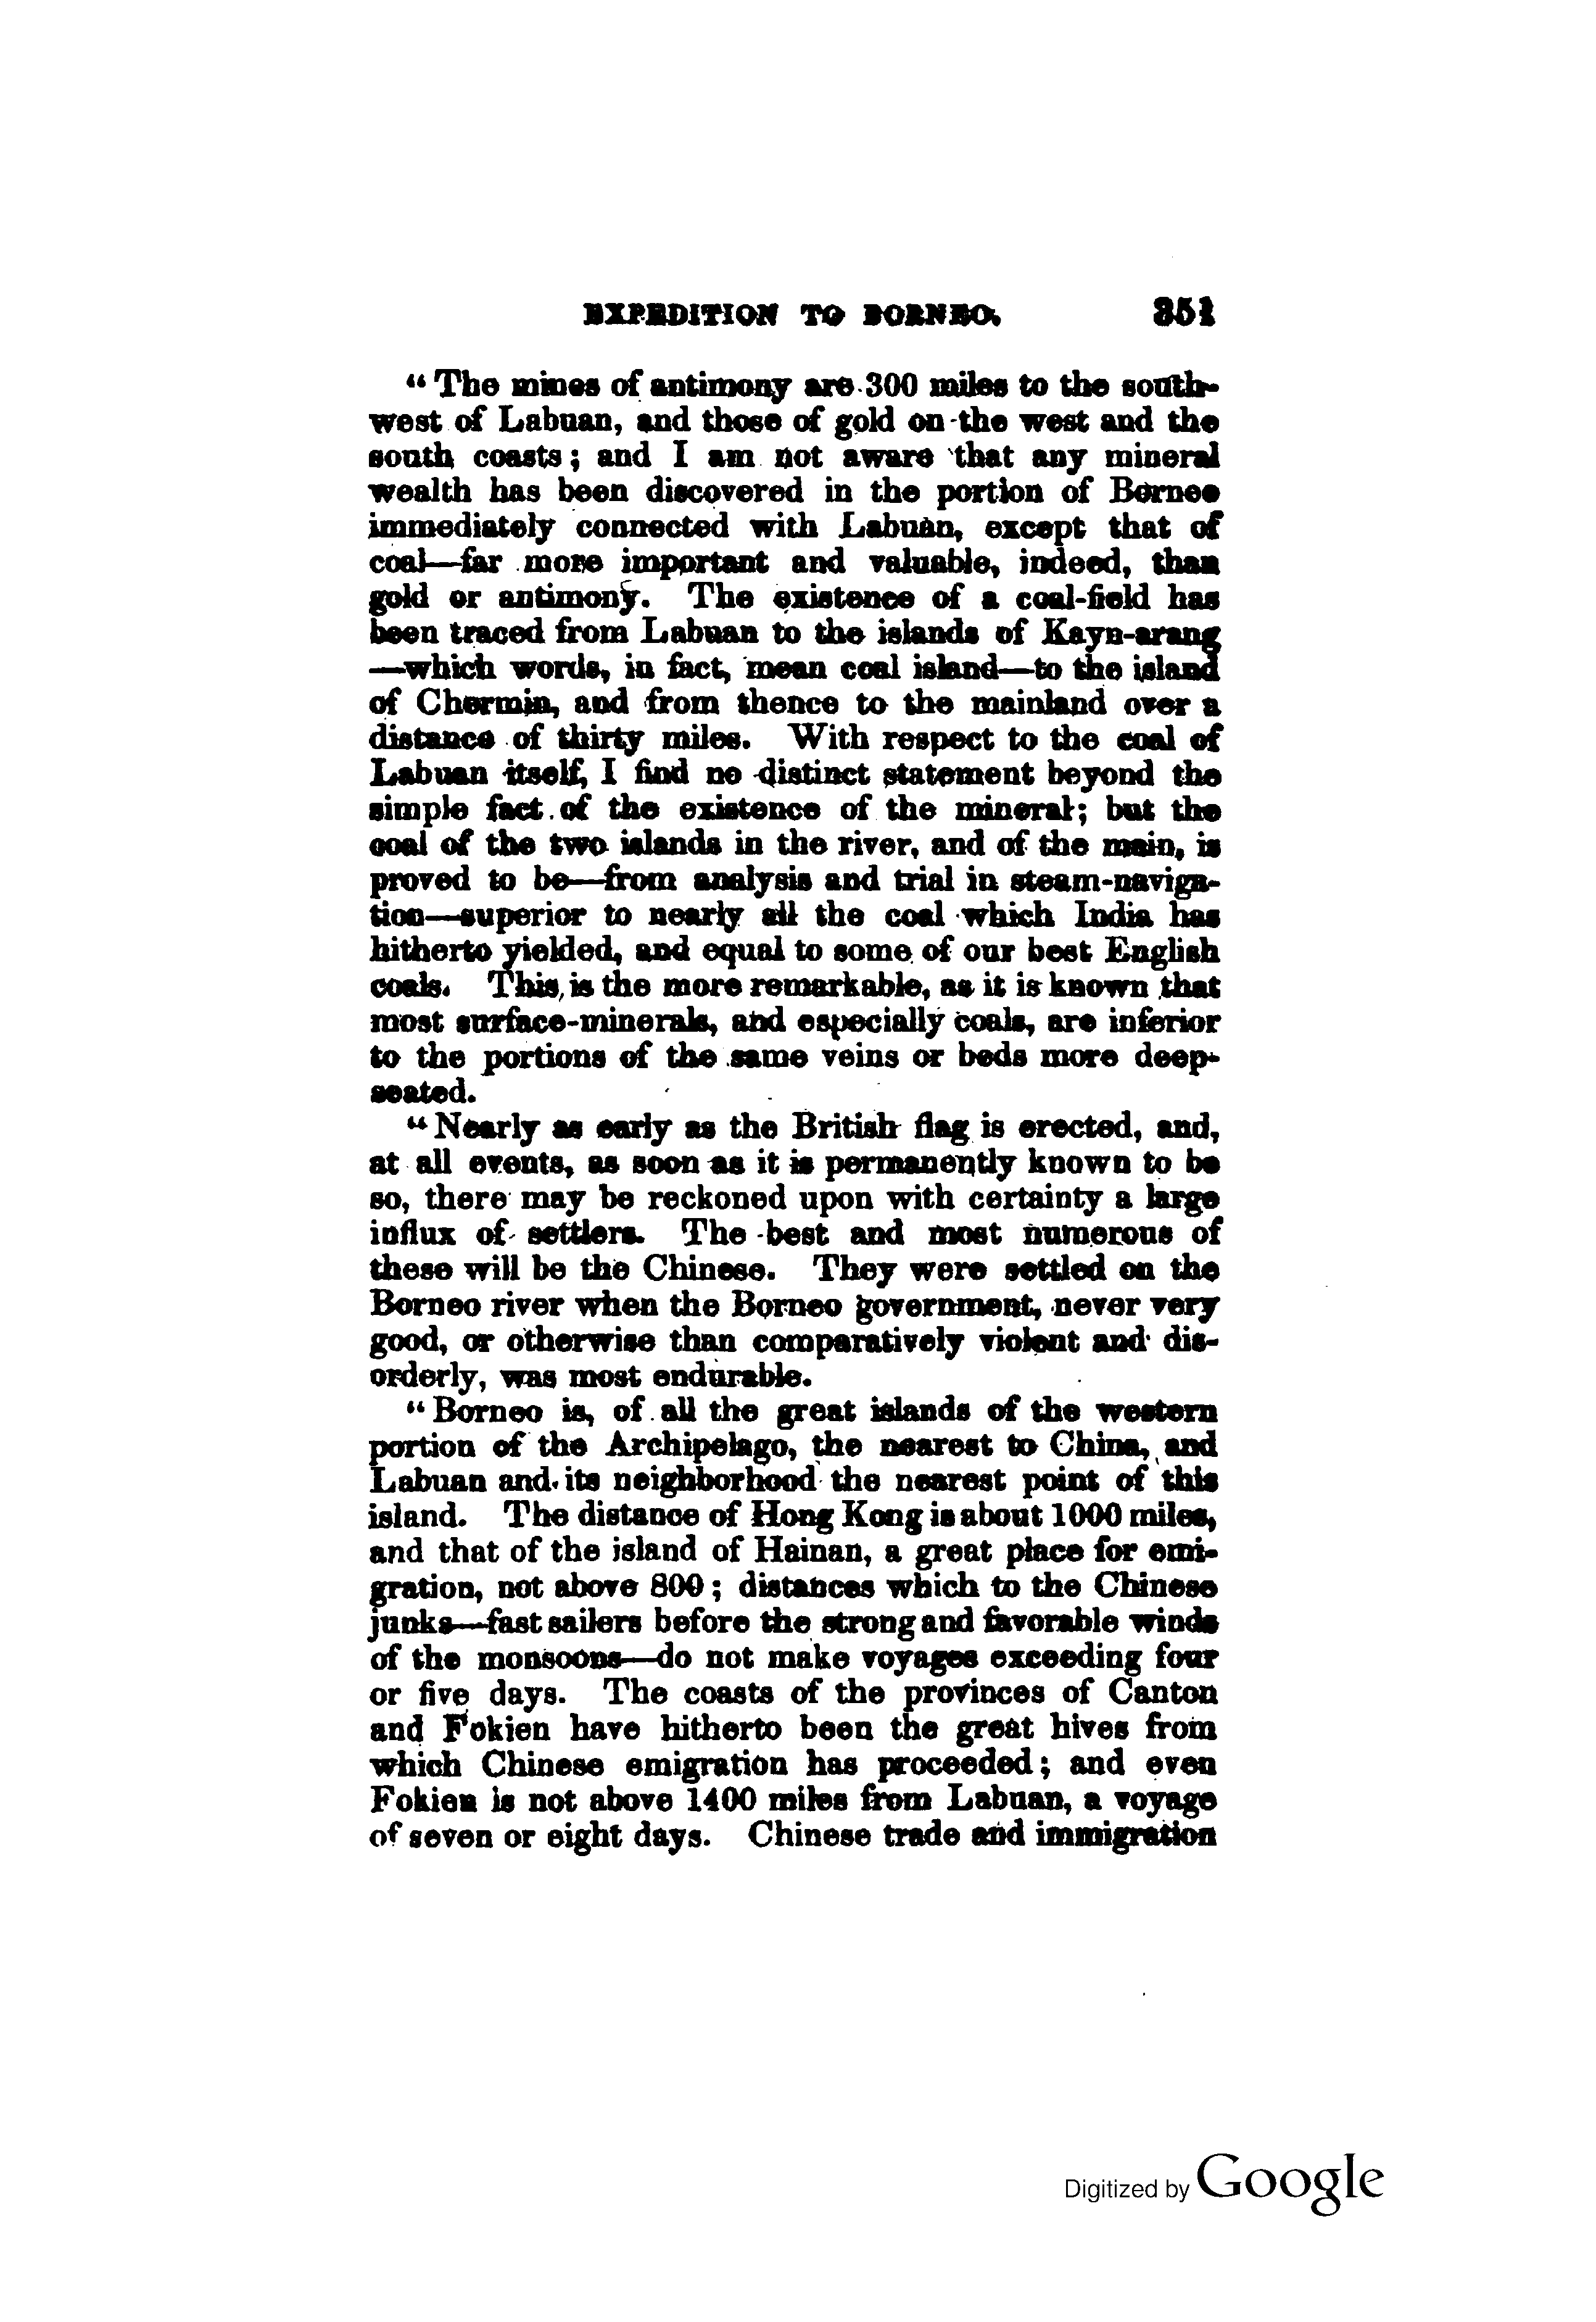 EXPEDITION TO BORNEO. 351
“The mines of antimony are 300 miles to the south-
west of Labuan, and those of gold on the west and the
south coasts; and I am not aware that any mineral
wealth has been discovered in the portion of Borneo
immediately connected with Labuan, except that of
coal—far more important and valuable, indeed, than
gold or antimony. The existence of a coal-field has
been traced from Labuan to the islands of Kayn-arang
—which words, in fact, mean coal island—to the island
of Chermin, and from thence to the mainland over a
distance of thirty miles. With respect to the coal of
Labuan itself, I find no distinct statement beyond the
simple fact of the existence of the mineral; but the
coal of the two islands in the river, and of the main, is
proved to be—from analysis and trial in steam-naviga-
tion—superior to nearly all the coal which India has
hitherto yielded, and equal to some of our best English
coals. This, is the more remarkable, as it is known that
most surface-minerals, and especially coals, are inferior
to the portions of the same veins or beds more deep-
seated.
“Nearly as early as the British flag is erected, and,
at all events, as soon as it is permanently known to be
so, there may be reckoned upon with certainty a large
influx of settlers. The best and most numerous of
these will be the Chinese. They were settled on the
Borneo river when the Borneo government, never very
good, or otherwise than comparatively violent and dis-
orderly, was most endurable.
“Borneo is, of all the great islands of the western
portion of the Archipelago, the nearest to China, and
Labuan and its neighborhood the nearest point of this
island. The distance of Hong Kong is about 1000 miles,
and that of the island of Hainan, a great place for emi-
gration, not above 800; distances which to the Chinese
junks—fast sailers before the strong and favorable winds
of the monsoons—do not make voyages exceeding four
or five days. The coasts of the provinces of Canton
and Fokien have hitherto been the great hives from
which Chinese emigration has proceeded; and even
Fokien is not above 1400 miles from Labuan, a voyage
of seven or eight days. Chinese trade and immigration
Digitized by Google